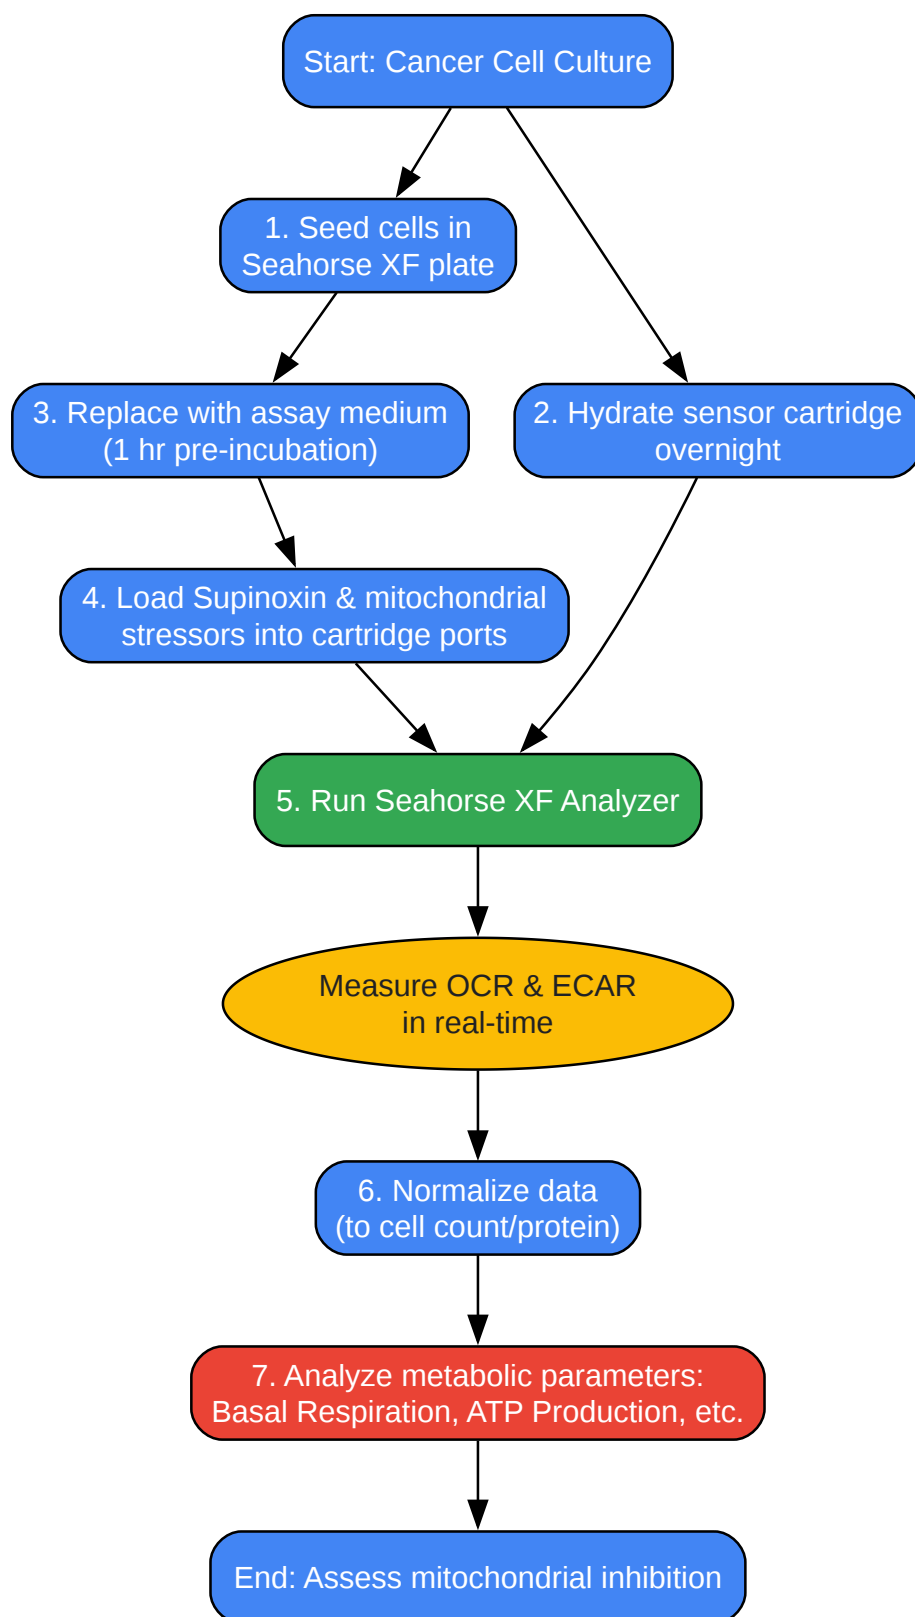 Start: Cancer Cell Culture
1. Seed cells in
Seahorse XF plate
3. Replace with assay medium
(1 hr pre-incubation)
2. Hydrate sensor cartridge
overnight
4. Load Supinoxin & mitochondrial
stressors into cartridge ports
5. Run Seahorse XF Analyzer
Measure OCR & ECAR
in real-time
6. Normalize data
(to cell count/protein)
7. Analyze metabolic parameters:
Basal Respiration, ATP Production, etc.
End: Assess mitochondrial inhibition